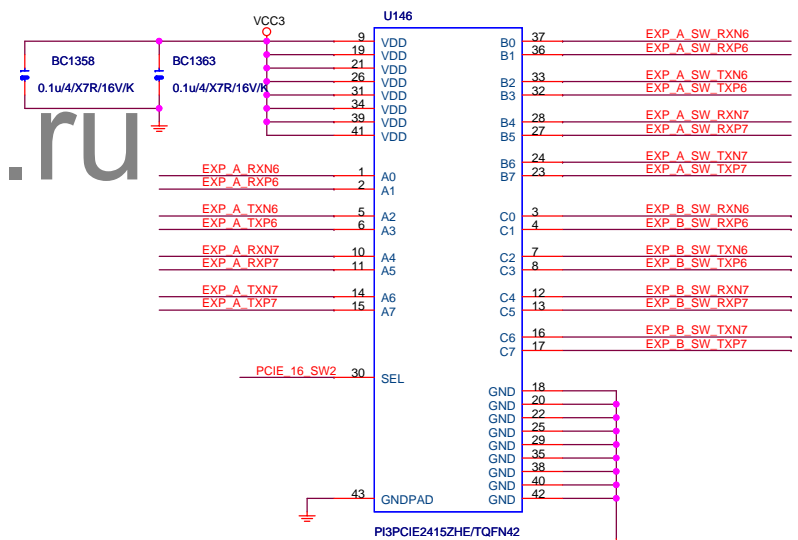 U146
VCC3
BC1358
0.1u/4/X7R/16V/K
BC1363
0.1u/4/X7R/16V/K
.ru
9 VDD
19 VDD
21 VDD
26 VDD
31 VDD
34 VDD
39 VDD
41 VDD
EXP_A_RXN6 1 A0
EXP_A_RXP6 2 A1
EXP_A_TXN6 5 A2
EXP_A_TXP6 6 A3
EXP_A_RXN7 10 A4
EXP_A_RXP7 11 A5
EXP_A_TXN7 14 A6
EXP_A_TXP7 15 A7
PCIE_16_SW2 30 SEL
43 GNDPAD
B0 37 EXP_A_SW_RXN6
B1 36 EXP_A_SW_RXP6
B2 33 EXP_A_SW_TXN6
B3 32 EXP_A_SW_TXP6
B4 28 EXP_A_SW_RXN7
B5 27 EXP_A_SW_RXP7
B6 24 EXP_A_SW_TXN7
B7 23 EXP_A_SW_TXP7
C0 3 EXP_B_SW_RXN6
C1 4 EXP_B_SW_RXP6
C2 7 EXP_B_SW_TXN6
C3 8 EXP_B_SW_TXP6
C4 12 EXP_B_SW_RXN7
C5 13 EXP_B_SW_RXP7
C6 16 EXP_B_SW_TXN7
C7 17 EXP_B_SW_TXP7
GND 18
GND 20
GND 22
GND 25
GND 29
GND 35
GND 38
GND 40
GND 42
PI3PCIE2415ZHE/TQFN42